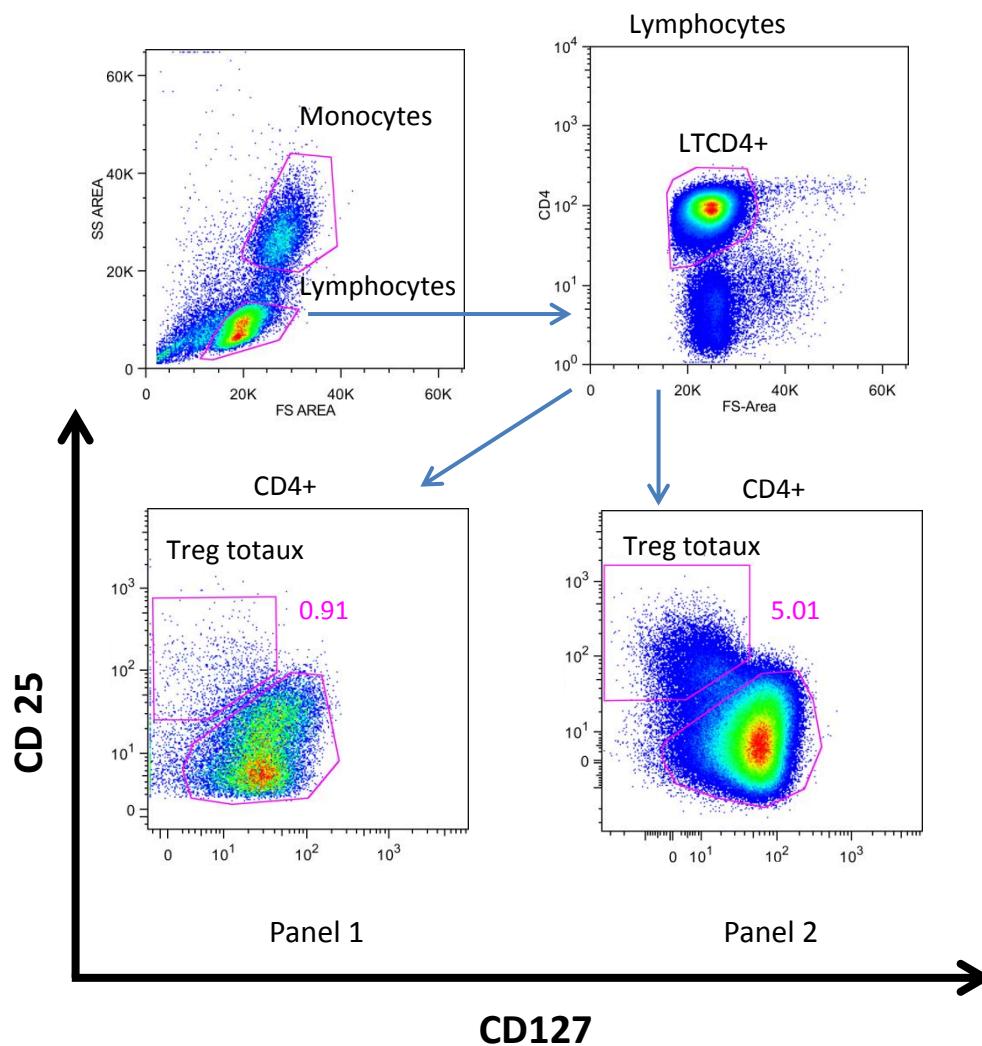 Lymphocytes
Monocytes
Lymphocytes
SS AREA
60K
40K
20K
0
0
20K
40K
60K
FS AREA
LTCD4+
CD4
10^4
10^3
10^2
10^1
10^0
0
20K
40K
60K
FS-Area
CD4+
Treg totaux
0.91
10^3
10^2
10^1
0
0
10^1
10^2
10^3
CD4+
Treg totaux
5.01
10^3
10^2
10^1
0
0
10^1
10^2
10^3
CD 25
Panel 1
Panel 2
CD127